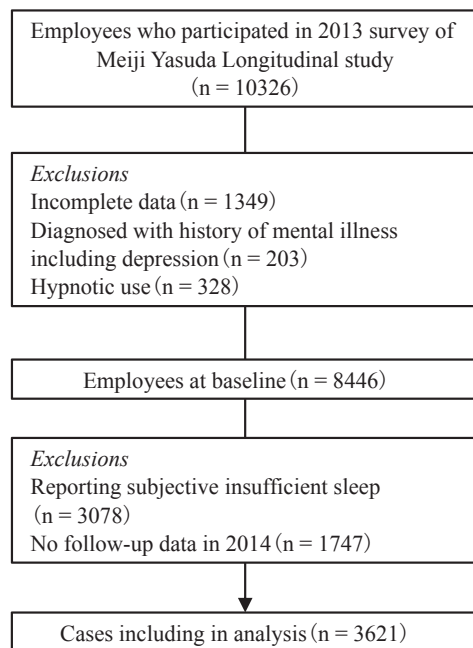 Employees who participated in 2013 survey of
Meiji Yasuda Longitudinal study
(n = 10326)
Exclusions
Incomplete data (n = 1349)
Diagnosed with history of mental illness
including depression (n = 203)
Hypnotic use (n = 328)
Employees at baseline (n = 8446)
Exclusions
Reporting subjective insufficient sleep
(n = 3078)
No follow-up data in 2014 (n = 1747)
Cases including in analysis (n = 3621)